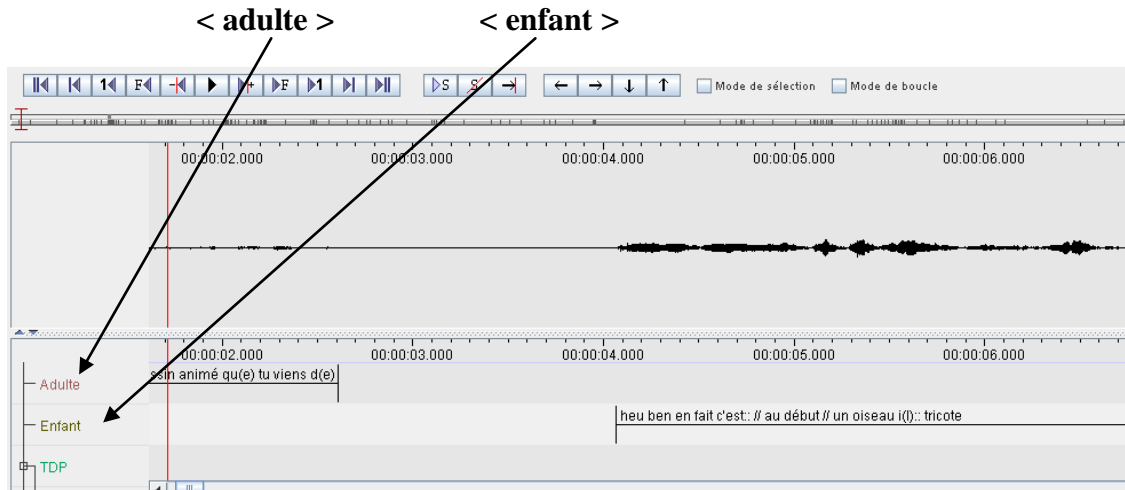 < adulte > < enfant >
1 F + F 1 S S Mode de sélection Mode de boucle
00:00:02.000 00:00:03.000 00:00:04.000 00:00:05.000 00:00:06.000
00:00:02.000 00:00:03.000 00:00:04.000 00:00:05.000 00:00:06.000
ssin animé qu(e) tu viens d(e)
Adulte
heu ben en fait c'est:: // au début // un oiseau i(l):: tricote
Enfant
TDP